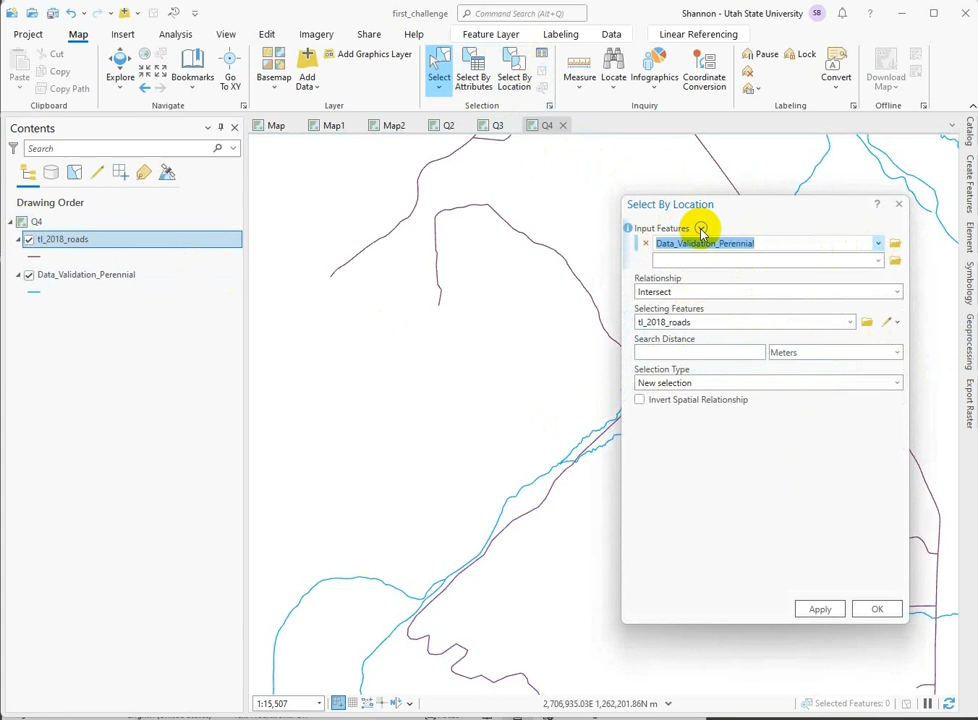 first_challenge
Command Search (Alt+Q)
Shannon - Utah State University
SB
?
Project
Map
Insert
Analysis
View
Edit
Imagery
Share
Help
Feature Layer
Labeling
Data
Linear Referencing
Paste
Cut
Copy
Copy Path
Clipboard
Explore
Bookmarks
Go To XY
Navigate
Basemap
Add Data
Add Graphics Layer
Layer
Select
Select By Attributes
Select By Location
Selection
Measure
Locate
Infographics
Coordinate Conversion
Inquiry
Pause
Lock
Labeling
Convert
Download Map
Offline
Contents
Search
Drawing Order
Q4
tl_2018_roads
Data_Validation_Perennial
Map
Map1
Map2
Q2
Q3
Q4
Select By Location
?
Input Features
Data_Validation_Perennial
Relationship
Intersect
Selecting Features
tl_2018_roads
Search Distance
Meters
Selection Type
New selection
Invert Spatial Relationship
Apply
OK
Catalog
Create Features
Element
Symbology
Geoprocessing
Export Raster
1:15,507
2,706,935.03E 1,262,201.86N m
Selected Features: 0